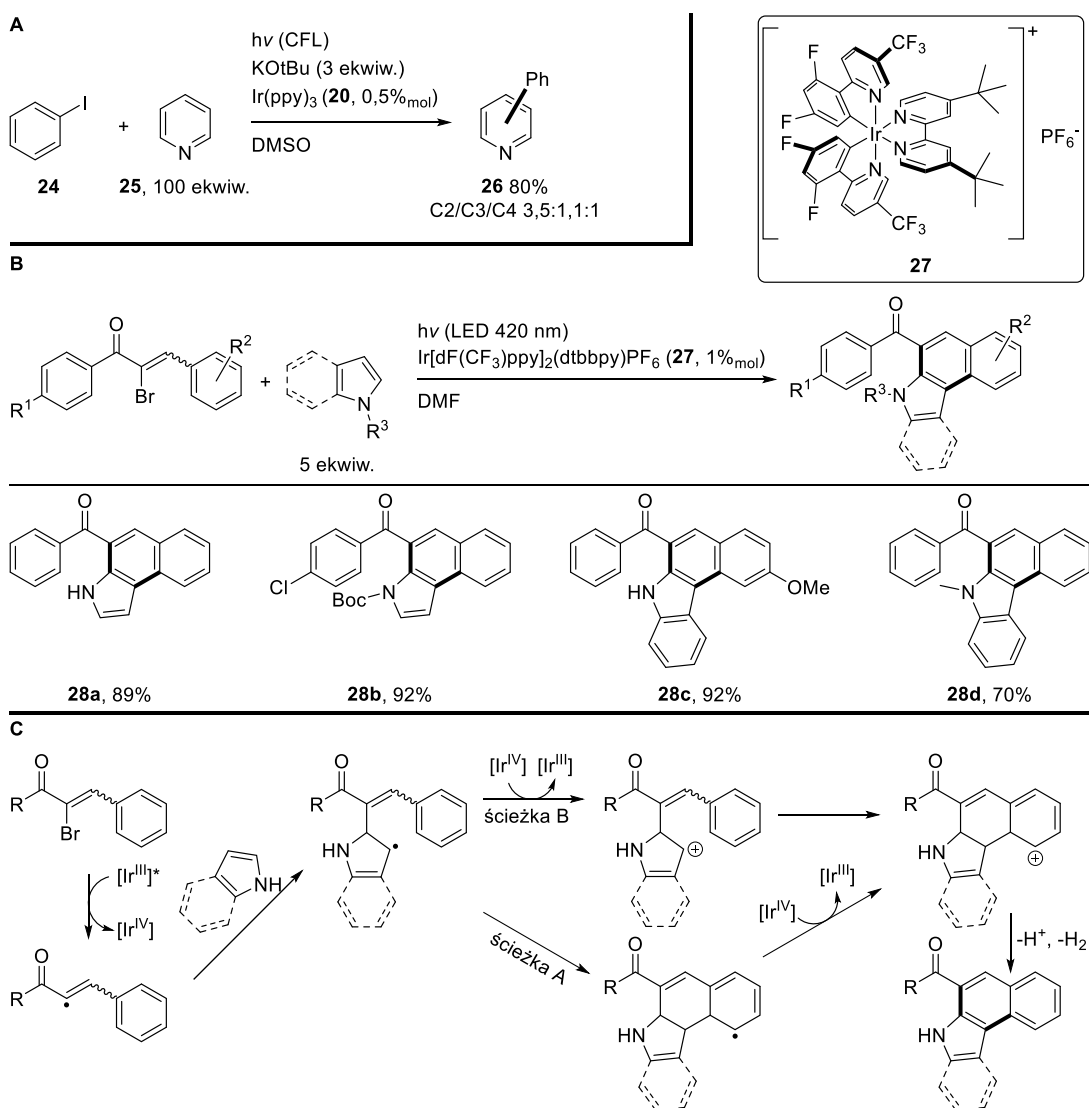 A
hν (CFL)
KOtBu (3 ekwiw.)
Ir(ppy)3 (20, 0,5%mol)
DMSO
I
+
N
24
25, 100 ekwiw.
Ph
N
26 80%
C2/C3/C4 3,5:1,1:1
+
F
CF3
N
N
F
Ir
F
N
N
F
CF3
PF6-
27
B
O
R2
Br
R1
+
N
R3
5 ekwiw.
hν (LED 420 nm)
Ir[dF(CF3)ppy]2(dtbbpy)PF6 (27, 1%mol)
DMF
O
R2
R1
R3-N
O
HN
28a, 89%
O
Cl
Boc
N
28b, 92%
O
HN
OMe
28c, 92%
O
N
28d, 70%
C
O
R
Br
[IrIII]*
[IrIV]
NH
O
R
O
R
HN
[IrIV] [IrIII]
ścieżka B
ścieżka A
O
R
HN
⊕
O
R
HN
[IrIV]
[IrIII]
O
R
HN
⊕
-H+, -H2
O
R
HN